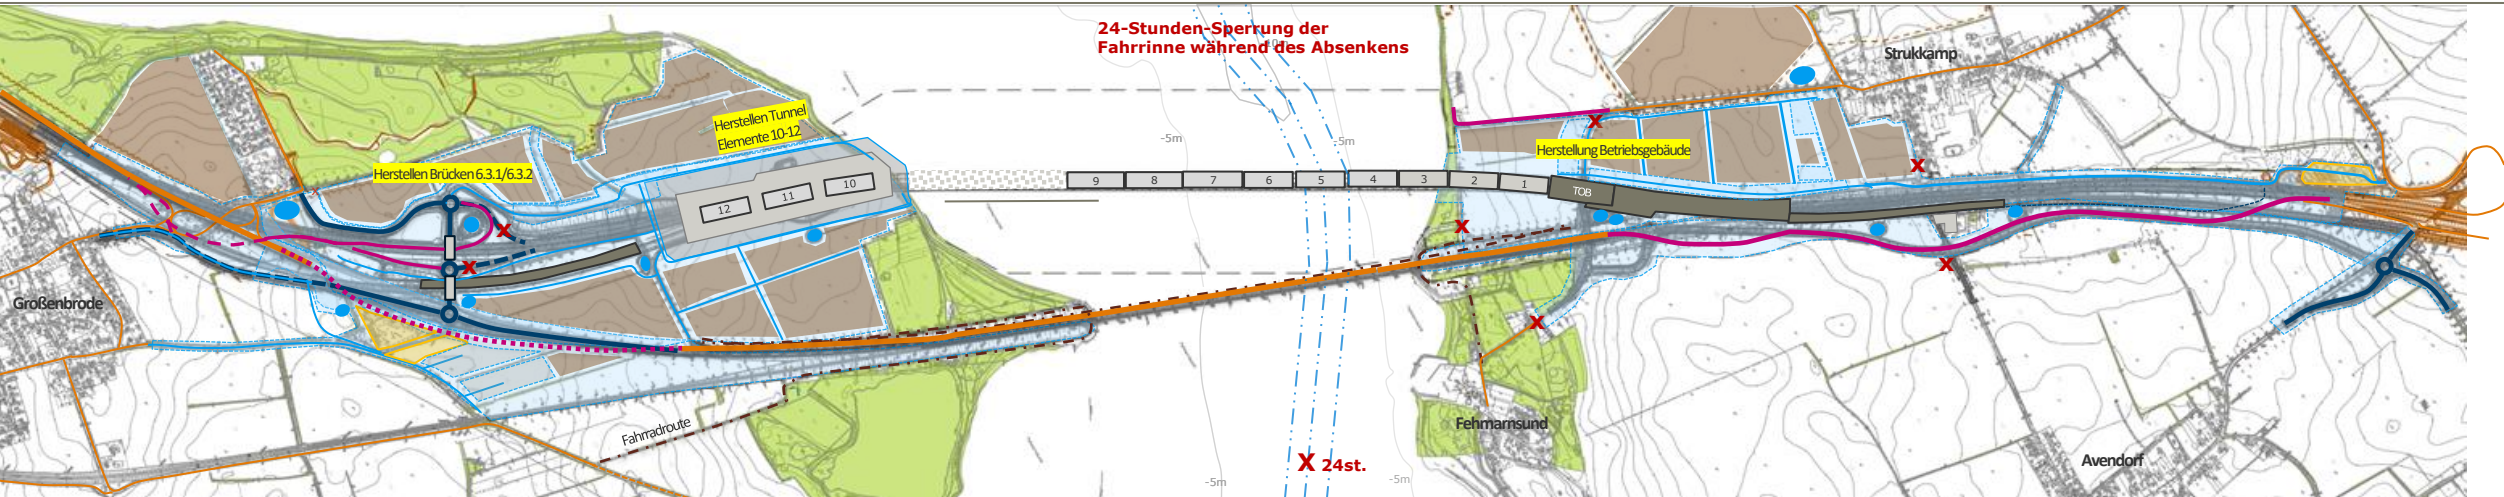 24-Stunden-Sperrung der
Fahrrinne während des Absenkens
Strukkamp
Herstellen Tunnel
Elemente 10-12
-5m
-5m
Herstellung Betriebsgebäude
Herstellen Brücken 6.3.1/6.3.2
x
x
x
9
8
7
6
5
4
3
2
1
TOB
12
11
10
x
x
x
x
x
x
Großenbrode
Fahrradroute
Fehmarnsund
Avendorf
X 24st.
-5m
-5m